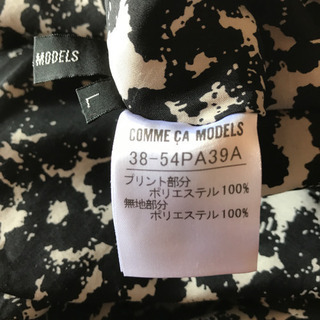 MODELS
L
COMME ÇA MODELS
38-54PA39A
プリント部分
ポリエステル100%
無地部分
ポリエステル100%